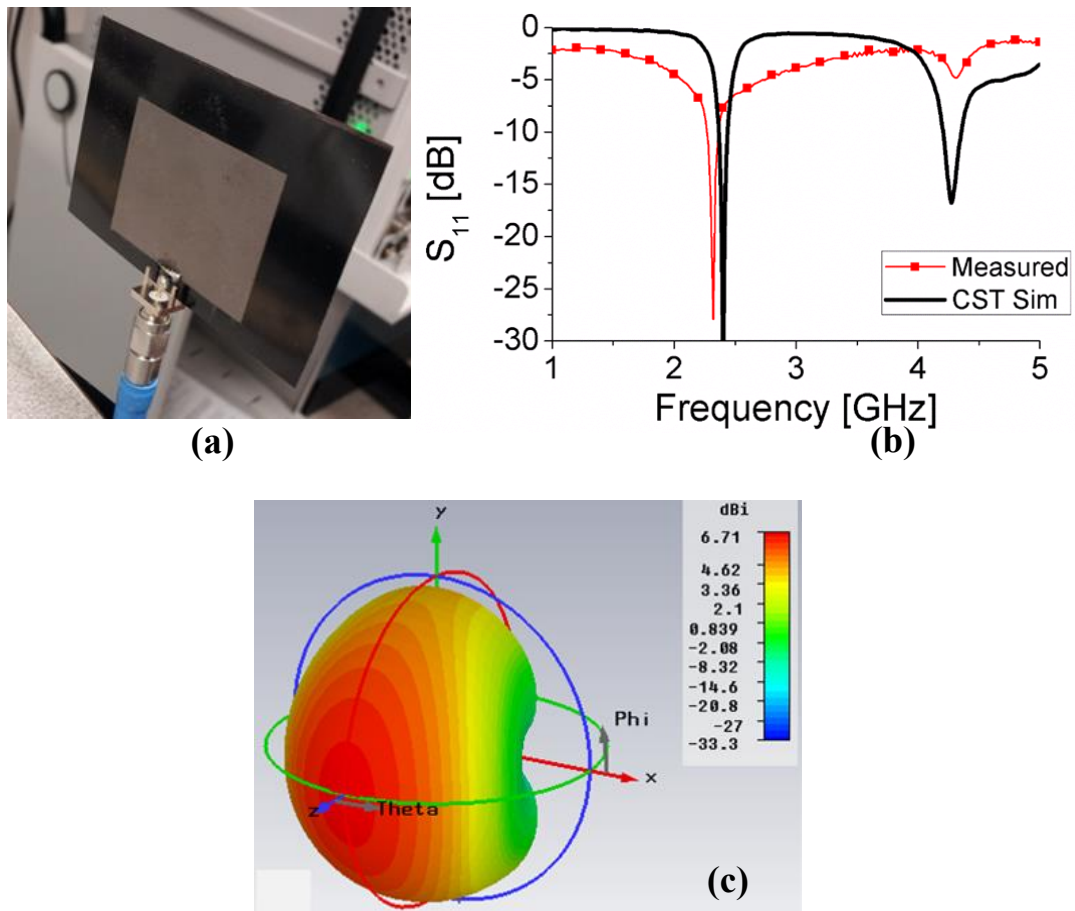 0
-5
-10
-15
-20
-25
-30
S11 [dB]
Measured
CST Sim
1 2 3 4 5
Frequency [GHz]
(a)
(b)
dBi
6.71
4.62
3.36
2.1
0.839
-2.08
-8.32
-14.6
-20.8
-27
-33.3
y
Phi
x
z
Theta
(c)